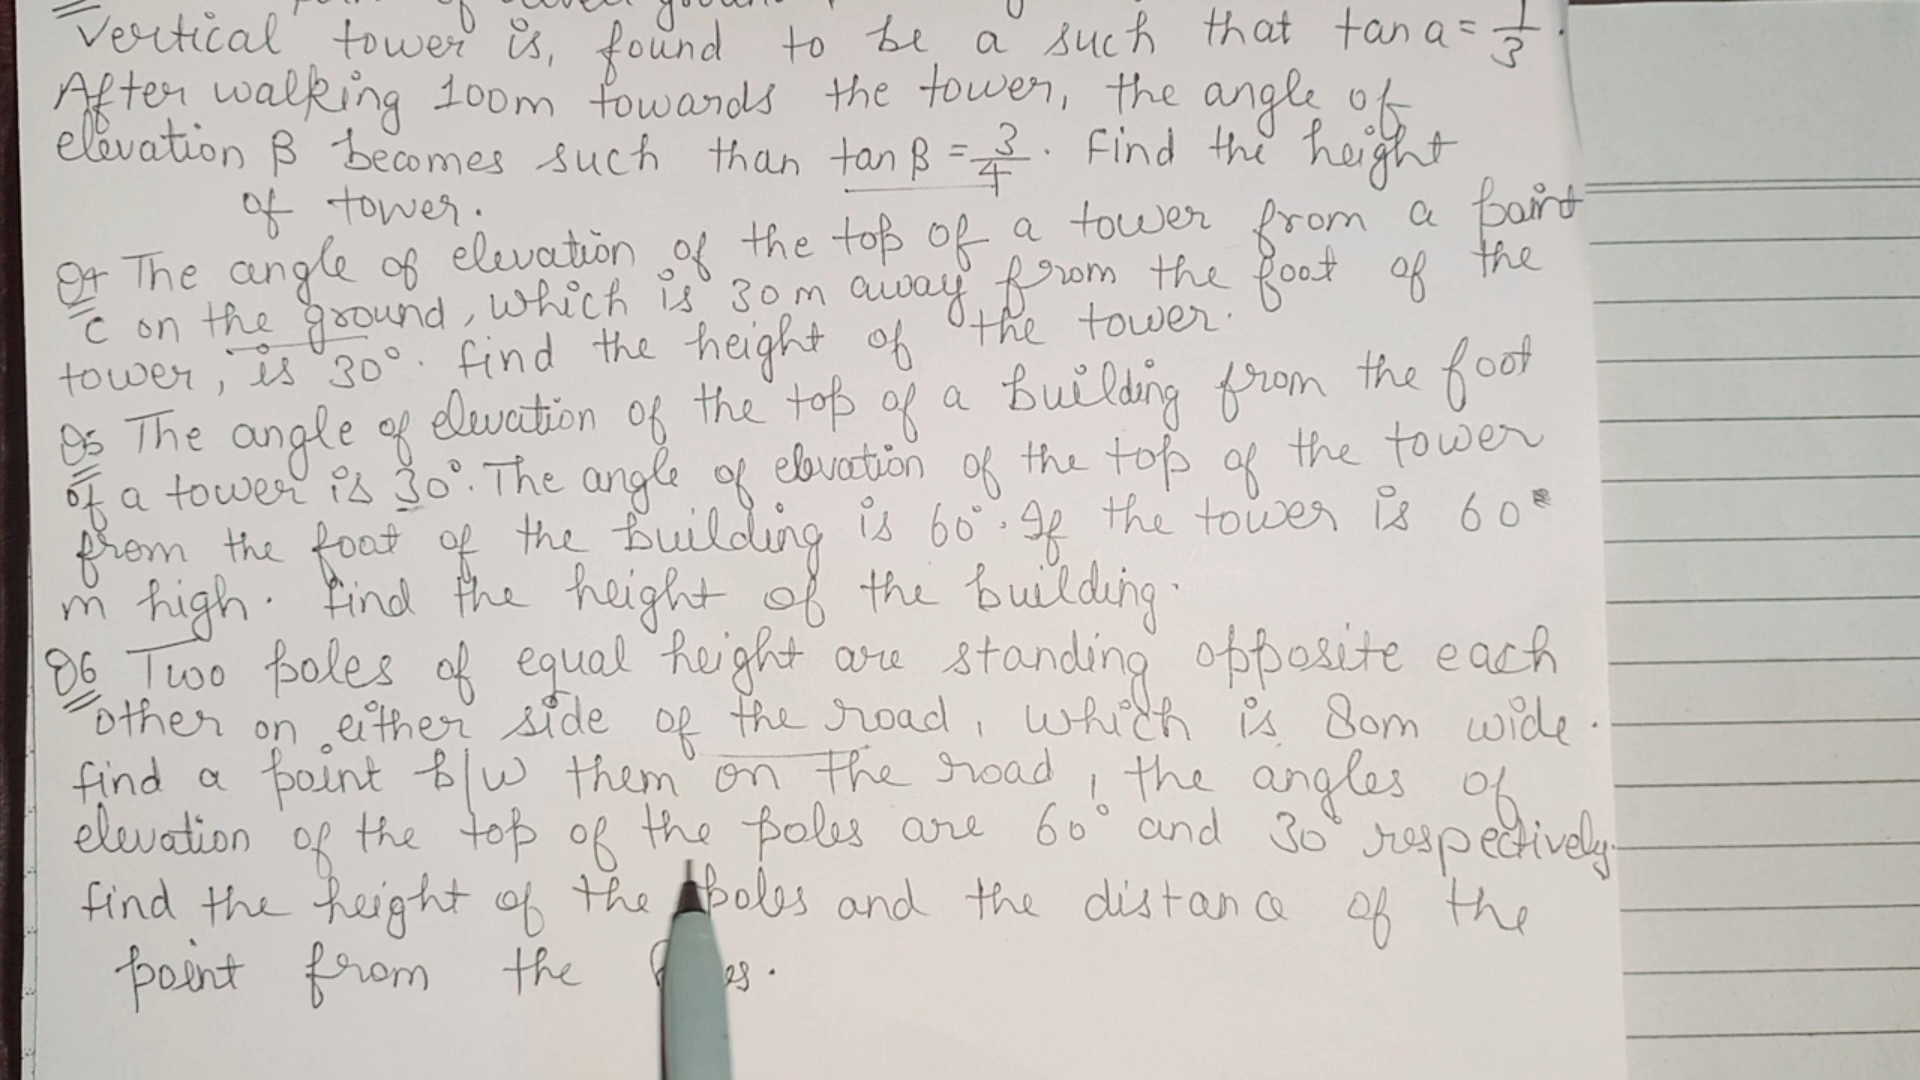 Vertical tower is, found to be a such that tan a = 1/3.
After walking 100m towards the tower, the angle of
elevation β becomes such than tan β = 3/4. Find the height
of tower.
Q4 The angle of elevation of the top of a tower from a point
C on the ground, which is 30m away from the foot of the
tower, is 30°. find the height of the tower.
Q5 The angle of elevation of the top of a building from the foot
of a tower is 30°. The angle of elevation of the top of the tower
from the foot of the building is 60°. If the tower is 60
m high. find the height of the building.
Q6 Two poles of equal height are standing opposite each
other on either side of the road, which is 80m wide.
find a point b/w them on the road, the angles of
elevation of the top of the poles are 60° and 30° respectively.
find the height of the poles and the distance of the
point from the